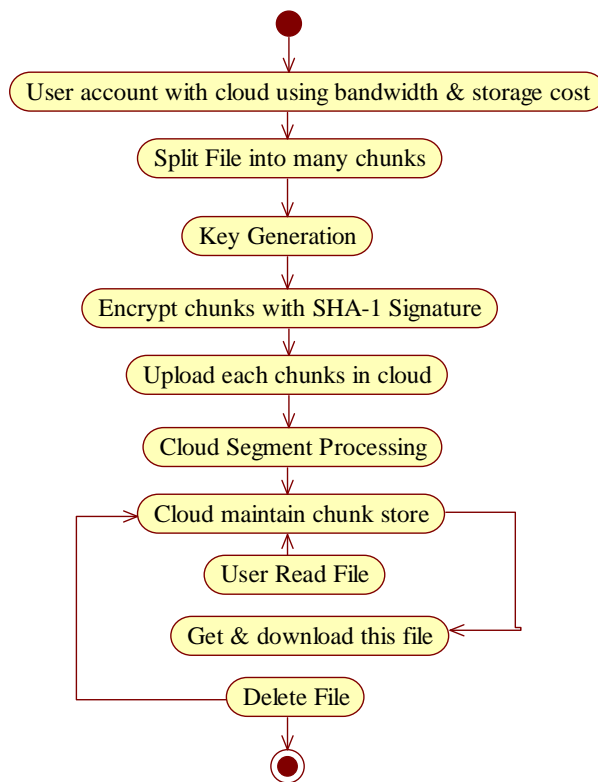 User account with cloud using bandwidth & storage cost
Split File into many chunks
Key Generation
Encrypt chunks with SHA-1 Signature
Upload each chunks in cloud
Cloud Segment Processing
Cloud maintain chunk store
User Read File
Get & download this file
Delete File